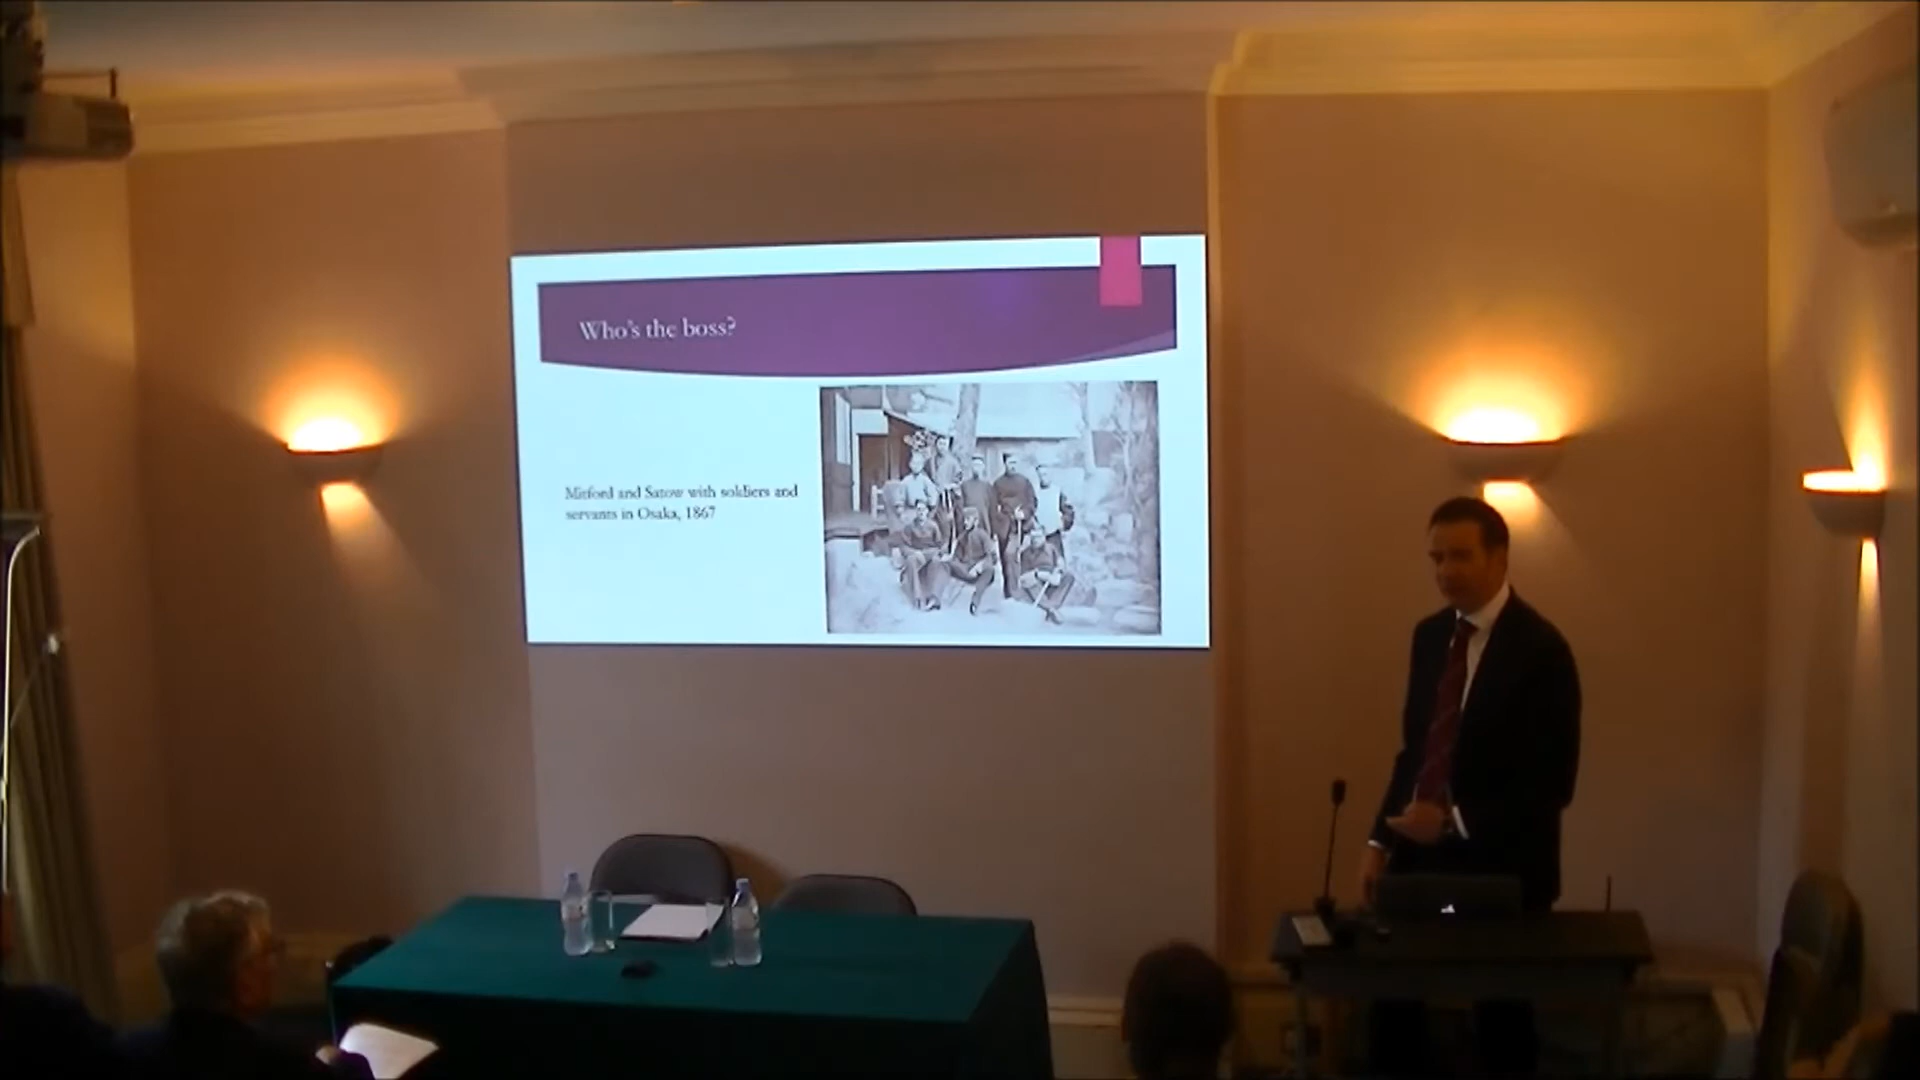 Who's the boss?
Mitford and Satow with soldiers and
servants in Osaka, 1867